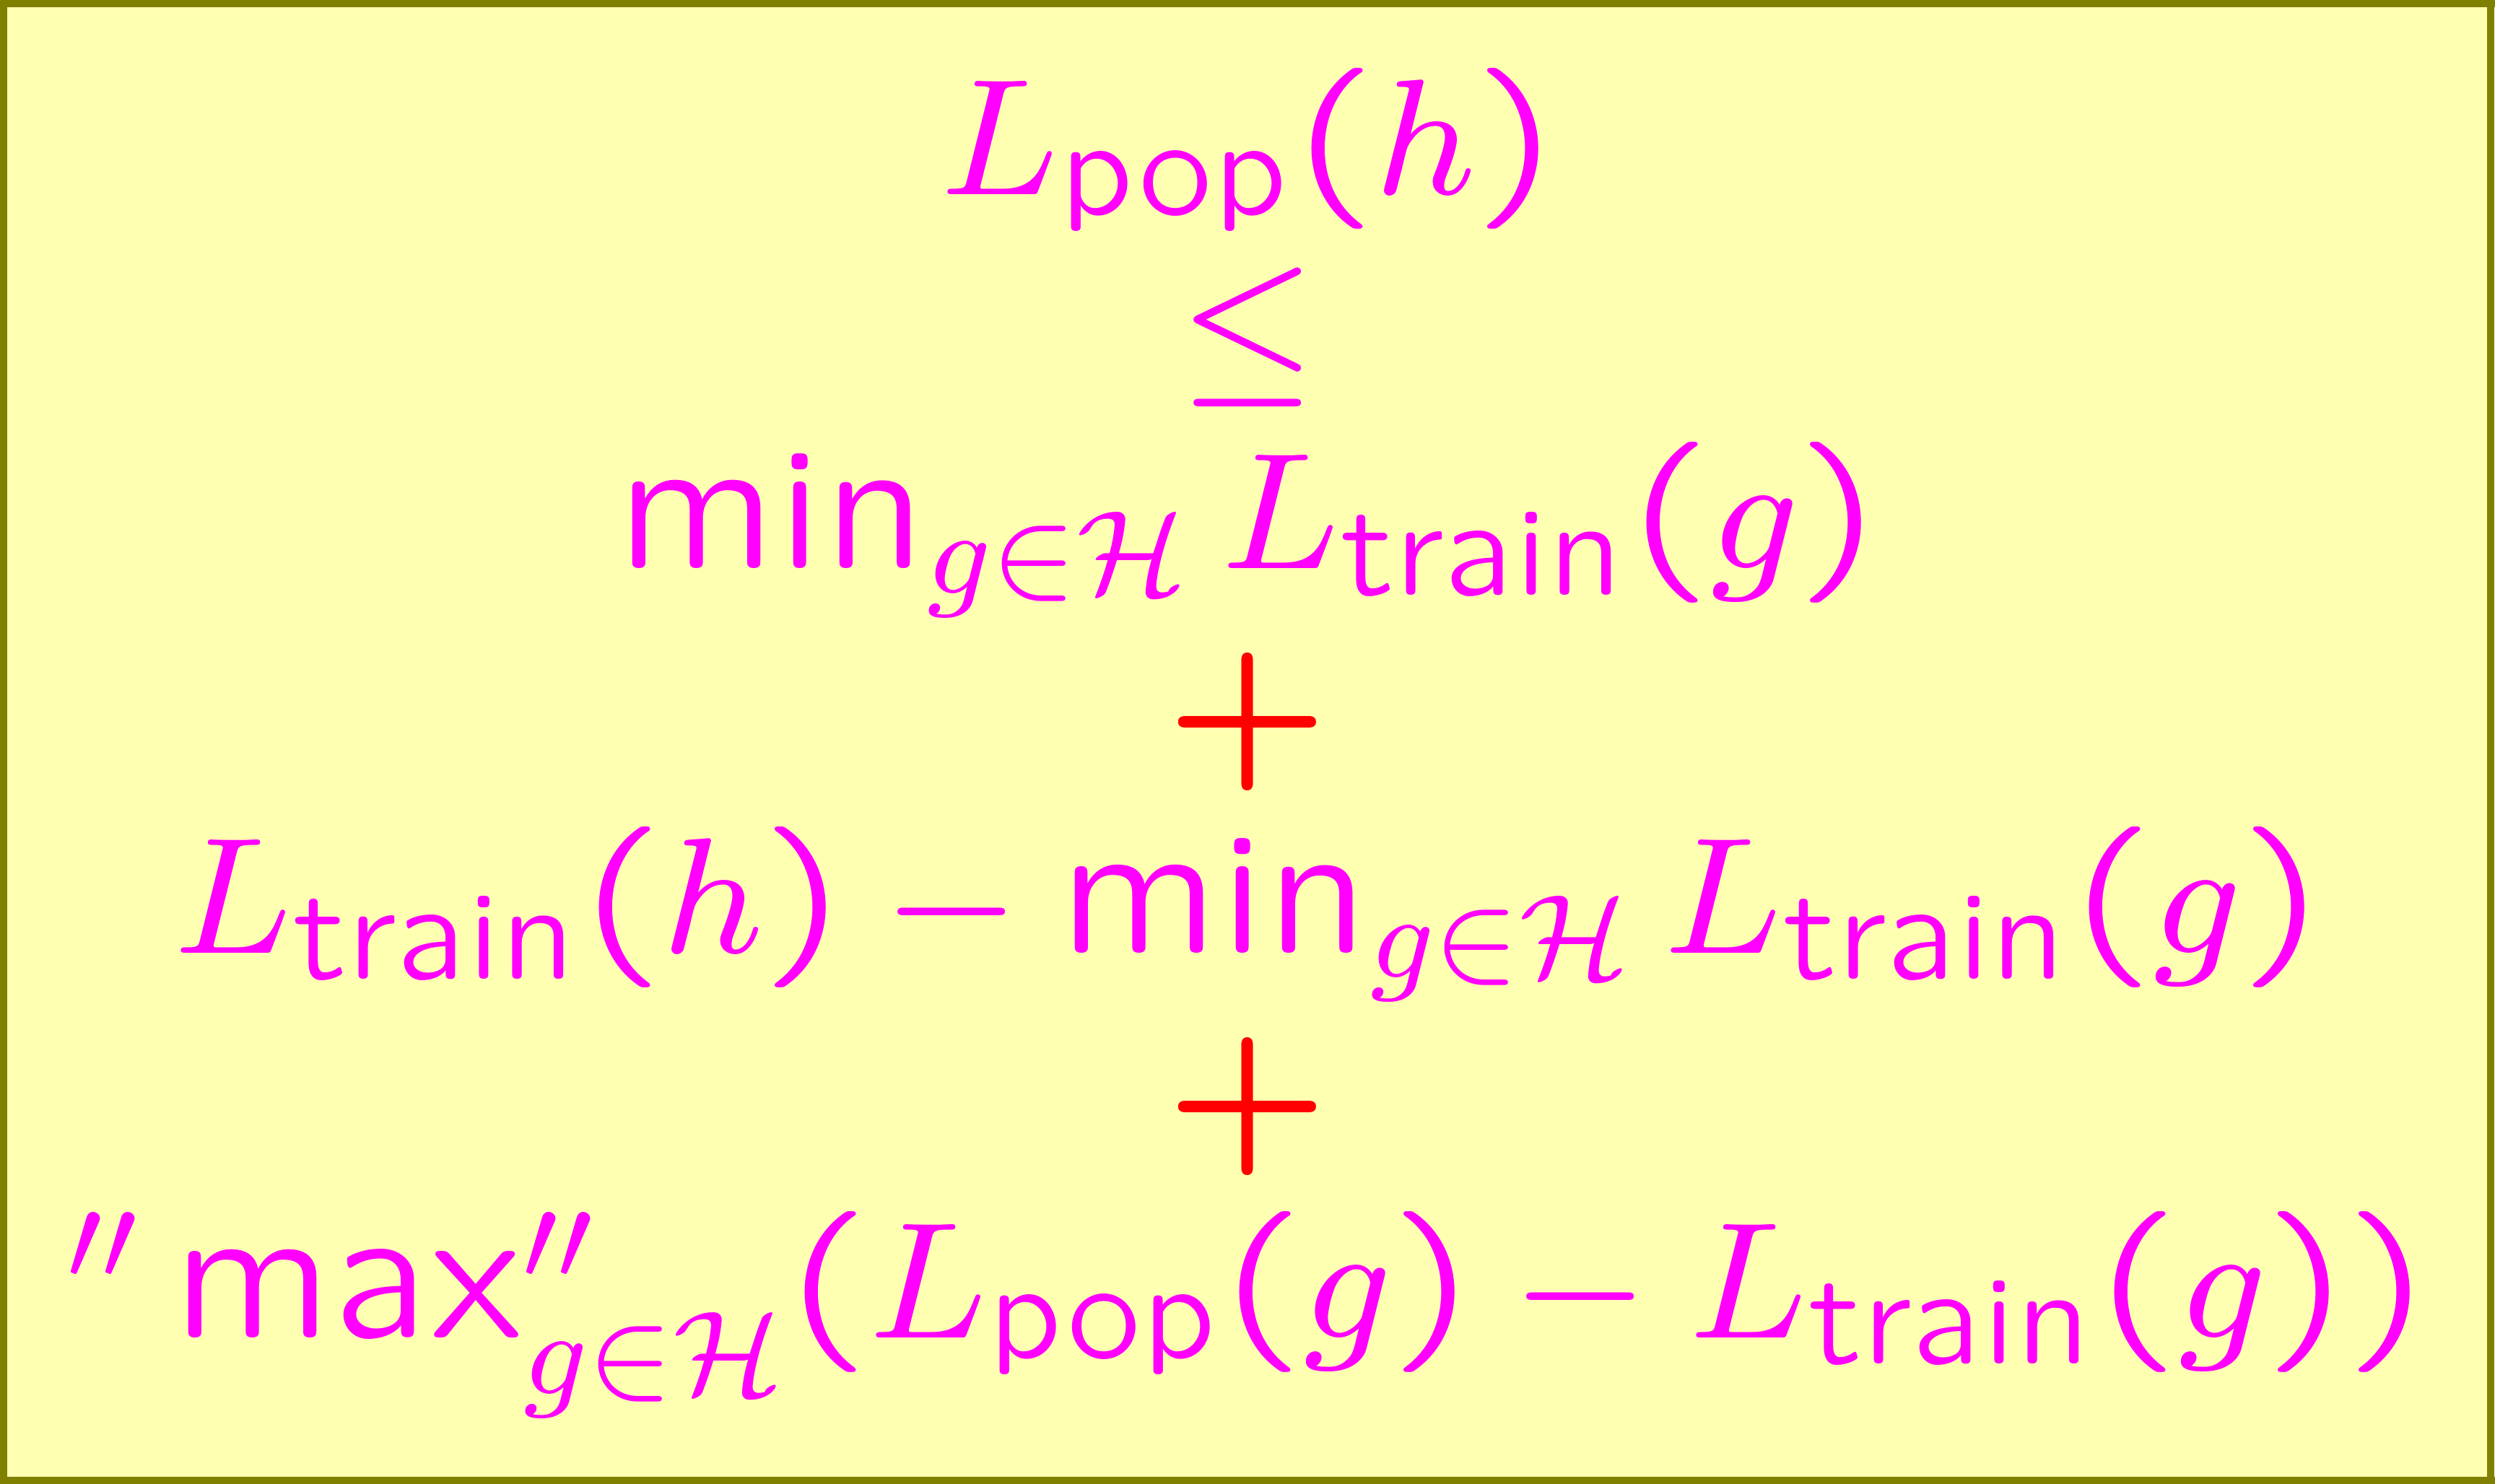 L_pop(h)
≤
min_{g∈ℋ} L_train(g)
+
L_train(h) − min_{g∈ℋ} L_train(g)
+
″max″_{g∈ℋ} (L_pop(g) − L_train(g))